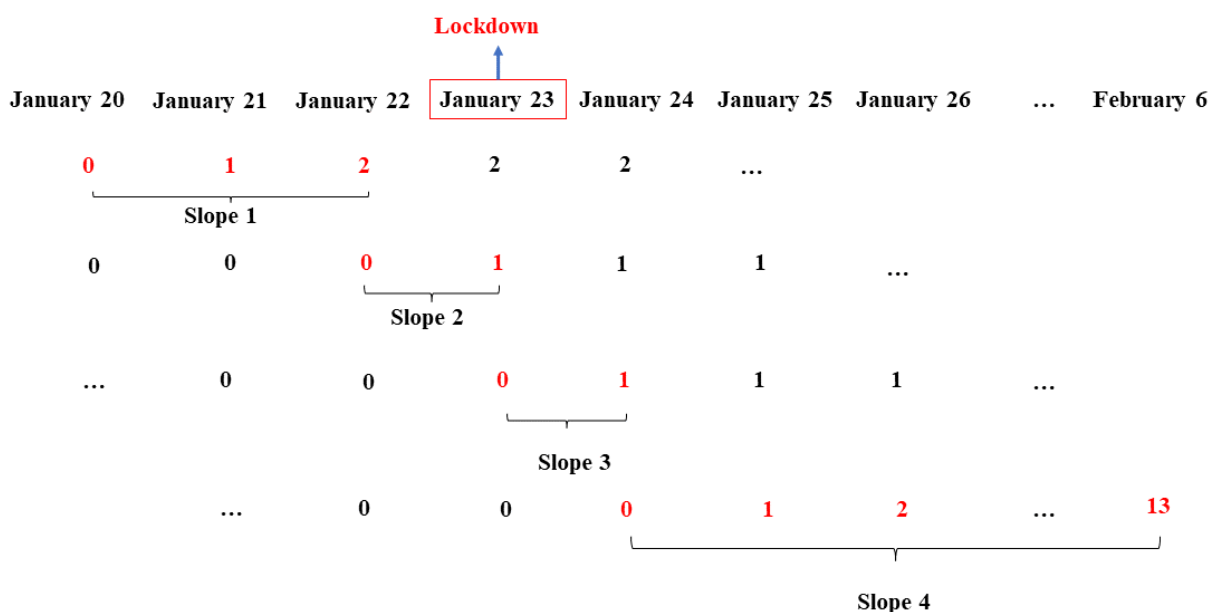 Lockdown
January 20 January 21 January 22 January 23 January 24 January 25 January 26 ... February 6
0 1 2 2 2 ...
Slope 1
0 0 0 1 1 1 ...
Slope 2
... 0 0 0 1 1 1 ...
Slope 3
... 0 0 0 1 2 ... 13
Slope 4